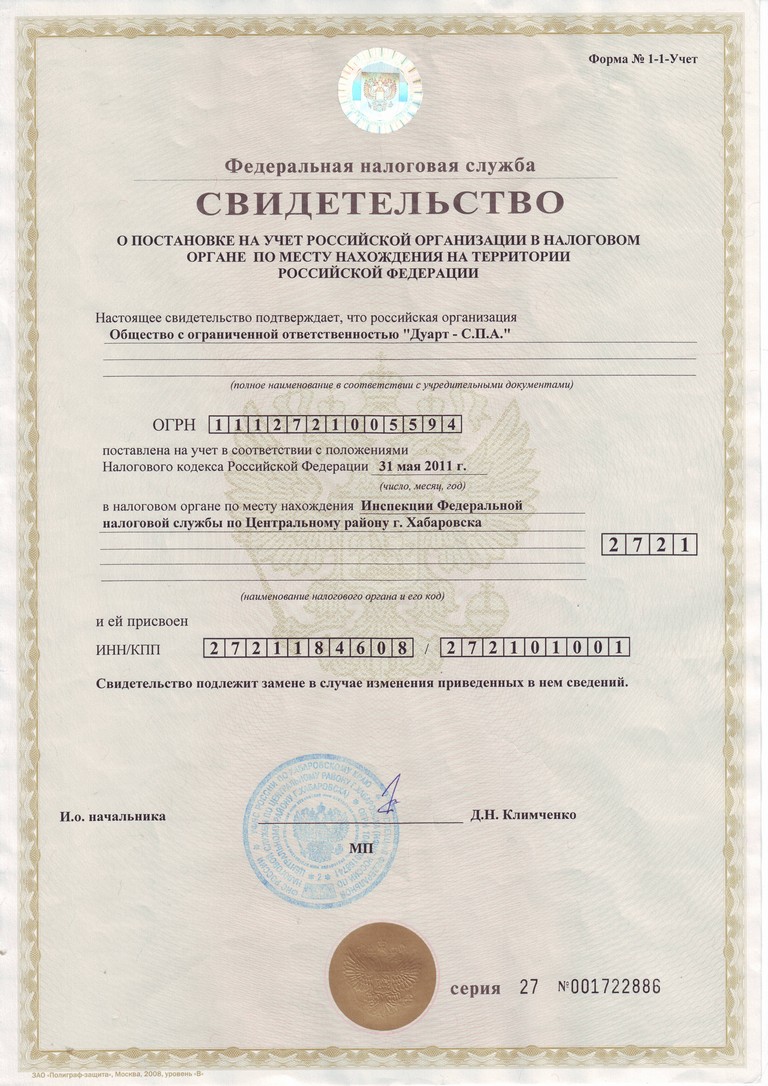 Форма № 1-1-Учет
Федеральная налоговая служба
СВИДЕТЕЛЬСТВО
О ПОСТАНОВКЕ НА УЧЕТ РОССИЙСКОЙ ОРГАНИЗАЦИИ В НАЛОГОВОМ
ОРГАНЕ ПО МЕСТУ НАХОЖДЕНИЯ НА ТЕРРИТОРИИ
РОССИЙСКОЙ ФЕДЕРАЦИИ
Настоящее свидетельство подтверждает, что российская организация
Общество с ограниченной ответственностью "Дуарт - С.П.А."
(полное наименование в соответствии с учредительными документами)
ОГРН 1112721005594
поставлена на учет в соответствии с положениями
Налогового кодекса Российской Федерации 31 мая 2011 г.
(число, месяц, год)
в налоговом органе по месту нахождения Инспекции Федеральной
налоговой службы по Центральному району г. Хабаровска
2721
(наименование налогового органа и его код)
и ей присвоен
ИНН/КПП 2721184608 / 272101001
Свидетельство подлежит замене в случае изменения приведенных в нем сведений.
И.о. начальника Д.Н. Климченко
МП
серия 27 №001722886
ЗАО «Полиграф-защита», Москва, 2008, уровень «В»